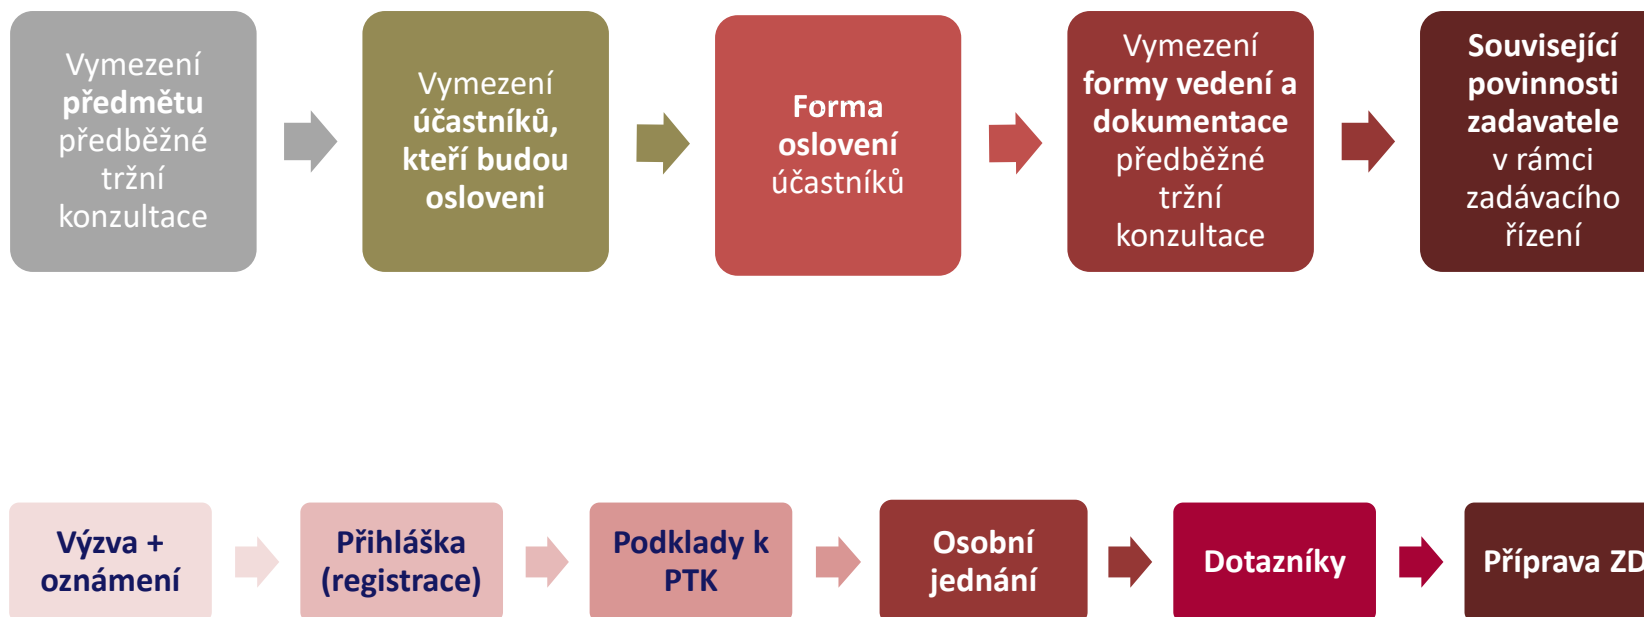 Vymezení
předmětu
předběžné
tržní
konzultace
Vymezení
účastníků,
kteří budou
osloveni
Forma
oslovení
účastníků
Vymezení
formy vedení a
dokumentace
předběžné
tržní
konzultace
Související
povinnosti
zadavatele
v rámci
zadávacího
řízení
Výzva +
oznámení
Přihláška
(registrace)
Podklady k
PTK
Osobní
jednání
Dotazníky
Příprava ZD